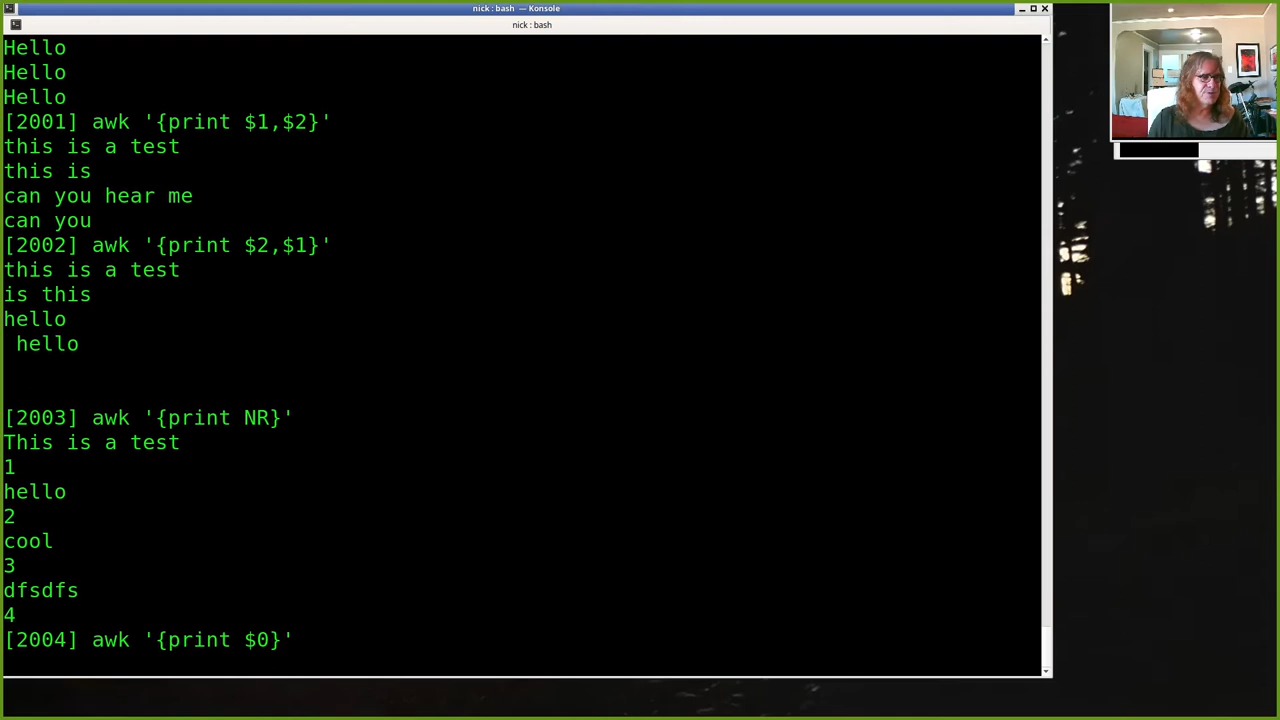 nick : bash — Konsole
nick : bash
Hello
Hello
Hello
[2001] awk '{print $1,$2}'
this is a test
this is
can you hear me
can you
[2002] awk '{print $2,$1}'
this is a test
is this
hello
 hello
[2003] awk '{print NR}'
This is a test
1
hello
2
cool
3
dfsdfs
4
[2004] awk '{print $0}'